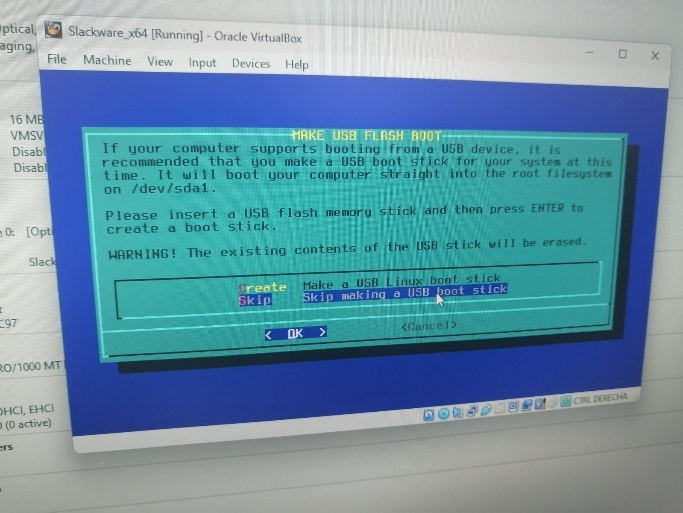 ptical,
aging,
16 MB
VMSV
Disabl
Disabl
0: [Opti
Slack
C97
RO/1000 MT
OHCI, EHCI
(0 active)
ers
Slackware_x64 [Running] - Oracle VirtualBox
File Machine View Input Devices Help
MAKE USB FLASH BOOT
If your computer supports booting from a USB device, it is
recommended that you make a USB boot stick for your system at this
time. It will boot your computer straight into the root filesystem
on /dev/sda1.
Please insert a USB flash memory stick and then press ENTER to
create a boot stick.
WARNING! The existing contents of the USB stick will be erased.
Create Make a USB Linux boot stick
Skip Skip making a USB boot stick
< OK > <Cancel>
CTRL DERECHA